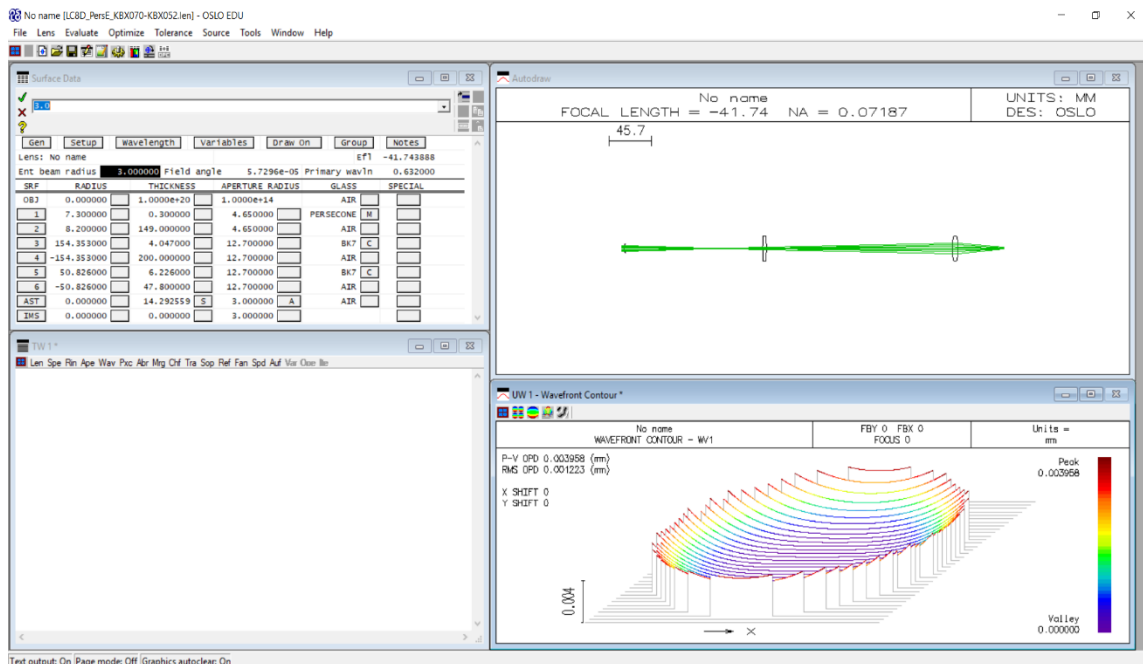 No name [LC8D_PersE_KBX070-KBX052.len] - OSLO EDU
File Lens Evaluate Optimize Tolerance Source Tools Window Help
Surface Data
3.0
Gen Setup Wavelength Variables Draw On Group Notes
Lens: No name Efl -41.743888
Ent beam radius 3.000000 Field angle 5.7296e-05 Primary wavln 0.632000
SRF RADIUS THICKNESS APERTURE RADIUS GLASS SPECIAL
OBJ 0.000000 1.0000e+20 1.0000e+14 AIR
1 7.300000 0.300000 4.650000 PERSECONE M
2 8.200000 149.000000 4.650000 AIR
3 154.353000 4.047000 12.700000 BK7 C
4 -154.353000 200.000000 12.700000 AIR
5 50.826000 6.226000 12.700000 BK7 C
6 -50.826000 47.800000 12.700000 AIR
AST 0.000000 14.292559 S 3.000000 A AIR
IMS 0.000000 0.000000 3.000000
Autodraw
No name
FOCAL LENGTH = -41.74 NA = 0.07187
UNITS: MM
DES: OSLO
45.7
TW 1 *
Len Spe Rin Ape Wav Pxc Abr Mrg Chf Tra Sop Ref Fan Spd Auf Var Ope Ite
UW 1 - Wavefront Contour *
No name
WAVEFRONT CONTOUR - WV1
FBY 0 FBX 0
FOCUS 0
Units =
mm
P-V OPD 0.003958 (mm)
RMS OPD 0.001223 (mm)
X SHIFT 0
Y SHIFT 0
Peak
0.003958
0.004
X
Valley
0.000000
Text output: On Page mode: Off Graphics autoclear: On